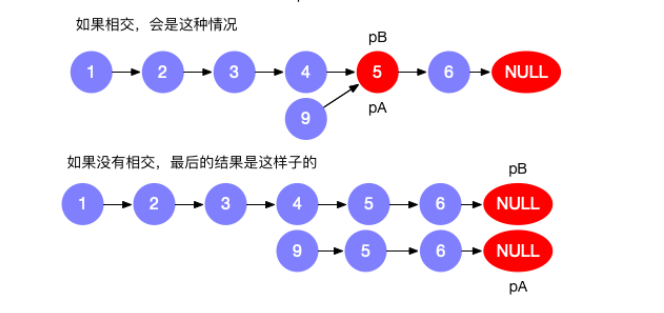 如果相交，会是这种情况
pB
1 2 3 4 5 6 NULL
9
pA
如果没有相交，最后的结果是这样子的
pB
1 2 3 4 5 6 NULL
9 5 6 NULL
pA